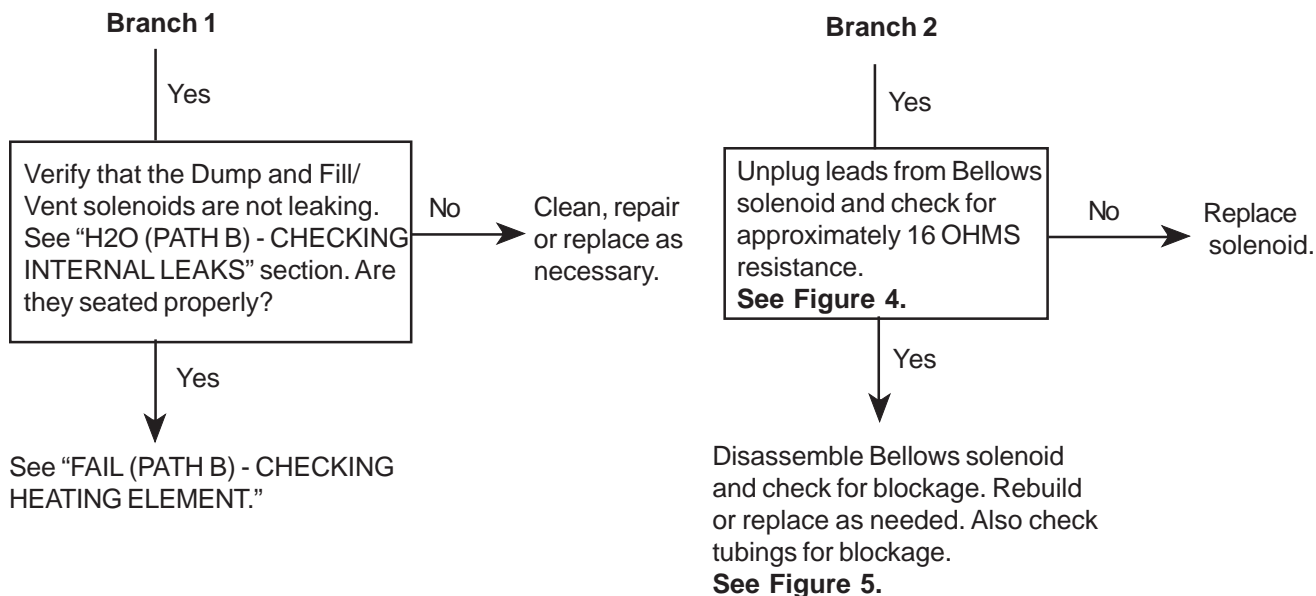 Branch 1
Yes
Verify that the Dump and Fill/
Vent solenoids are not leaking.
See “H2O (PATH B) - CHECKING
INTERNAL LEAKS” section. Are
they seated properly?
No
Clean, repair
or replace as
necessary.
Yes
See “FAIL (PATH B) - CHECKING
HEATING ELEMENT.”
Branch 2
Yes
Unplug leads from Bellows
solenoid and check for
approximately 16 OHMS
resistance.
See Figure 4.
No
Replace
solenoid.
Yes
Disassemble Bellows solenoid
and check for blockage. Rebuild
or replace as needed. Also check
tubings for blockage.
See Figure 5.